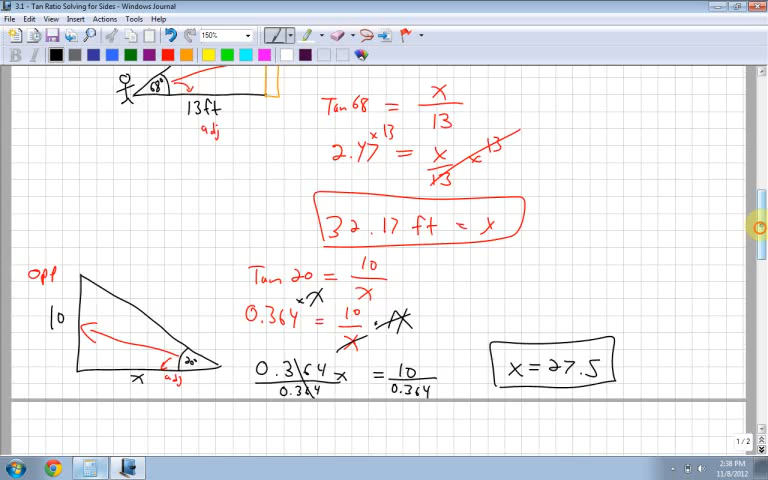 3.1 - Tan Ratio Solving for Sides - Windows Journal
File Edit View Insert Actions Tools Help
150%
B I
68°
13ft
adj
Tan 68 = x/13
2.47 × 13 = x/13 × 13
32.17 ft = x
opp
10
20°
x
adj
Tan 20 = 10/x
0.364 × x = 10/x · x
0.364 x / 0.364 = 10 / 0.364
x = 27.5
1 / 2
2:38 PM
11/8/2012